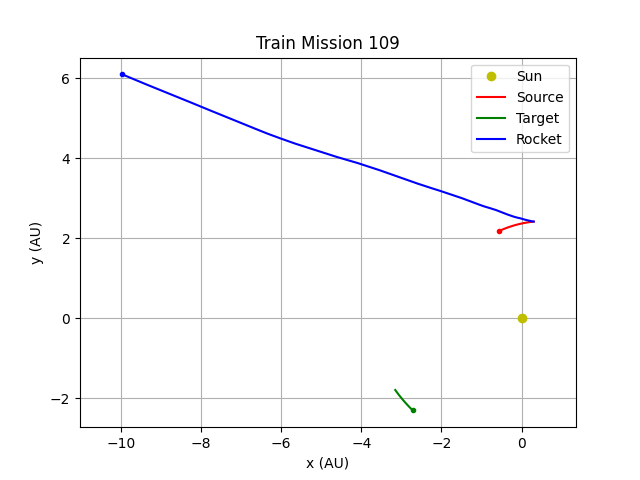 Train Mission 109
Sun
Source
Target
Rocket
6
4
2
0
−2
y (AU)
−10
−8
−6
−4
−2
0
x (AU)